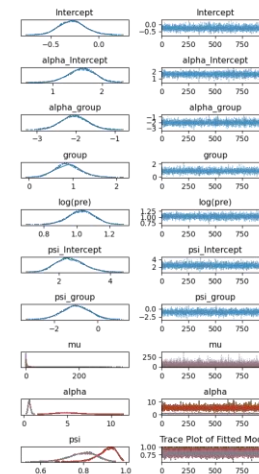 Intercept Intercept
0.0
−0.5
−0.5 0.0 0 250 500 750
alpha_Intercept alpha_Intercept
2
1 2 0 250 500 750
alpha_group alpha_group
−1
−2
−3
−3 −2 −1 0 250 500 750
group group
2
0
0 1 2 0 250 500 750
log(pre) log(pre)
1.25
1.00
0.75
0.8 1.0 1.2 0 250 500 750
psi_Intercept psi_Intercept
4
2
2 4 0 250 500 750
psi_group psi_group
0.0
−2.5
−2 0 0 250 500 750
mu mu
250
0
0 200 0 250 500 750
alpha alpha
10
0
0 5 10 0 250 500 750
psi Trace Plot of Fitted Mo
1.00
0.75
0.6 0.8 1.0 0 250 500 750